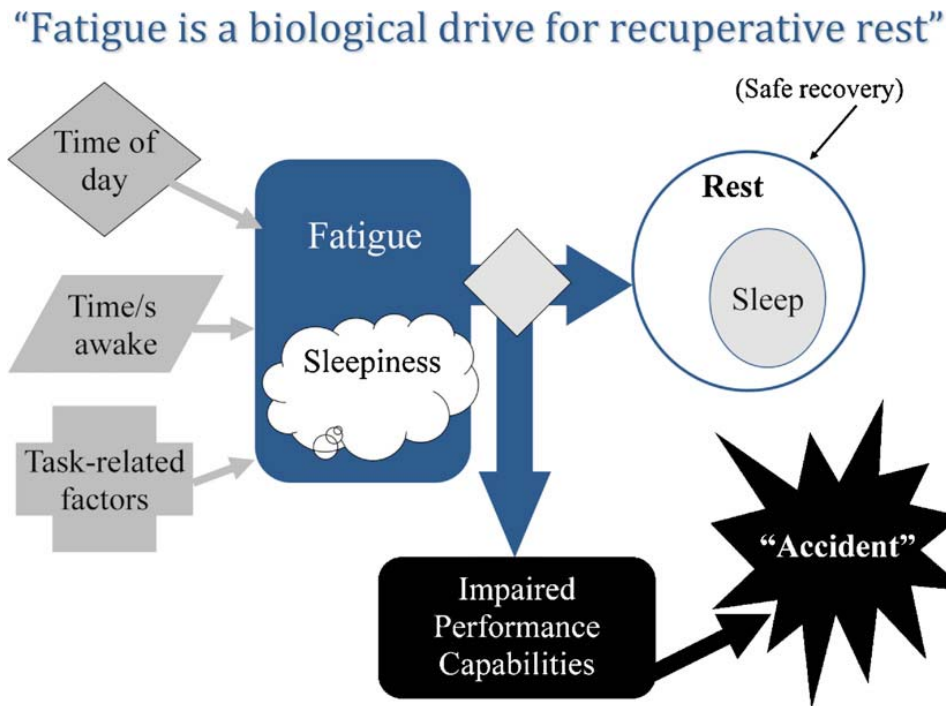 “Fatigue is a biological drive for recuperative rest”
(Safe recovery)
Time of
day
Rest
Fatigue
Sleep
Time/s
awake
Sleepiness
Task-related
factors
“Accident”
Impaired
Performance
Capabilities